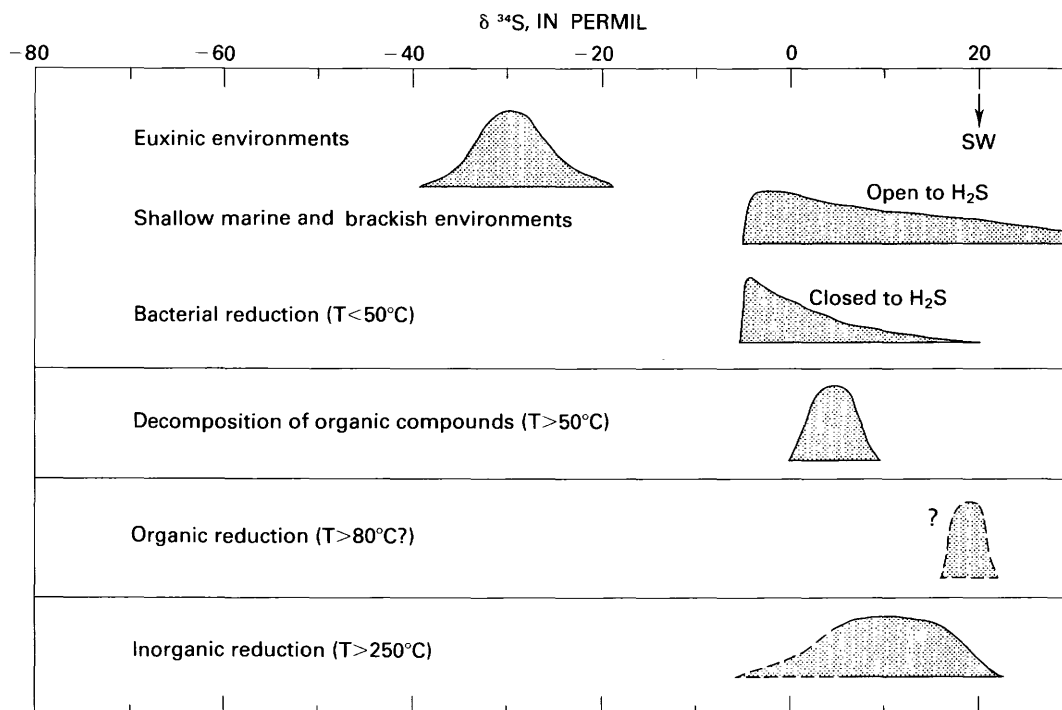 δ ³⁴S, IN PERMIL
−80 −60 −40 −20 0 20
Euxinic environments
SW
Open to H₂S
Shallow marine and brackish environments
Closed to H₂S
Bacterial reduction (T<50°C)
Decomposition of organic compounds (T>50°C)
?
Organic reduction (T>80°C?)
Inorganic reduction (T>250°C)